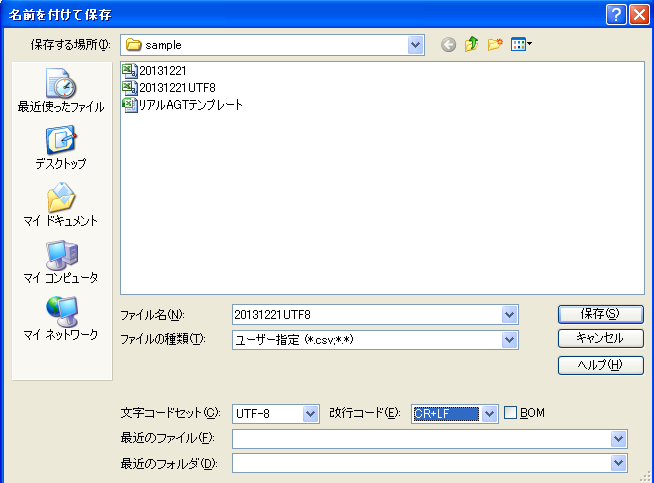 名前を付けて保存
保存する場所(I): sample
最近使ったファイル
デスクトップ
マイ ドキュメント
マイ コンピュータ
マイ ネットワーク
20131221
20131221UTF8
リアルAGTテンプレート
ファイル名(N): 20131221UTF8 保存(S)
ファイルの種類(T): ユーザー指定 (*.csv;*.*) キャンセル
ヘルプ(H)
文字コードセット(C): UTF-8 改行コード(E): CR+LF BOM
最近のファイル(F):
最近のフォルダ(D):